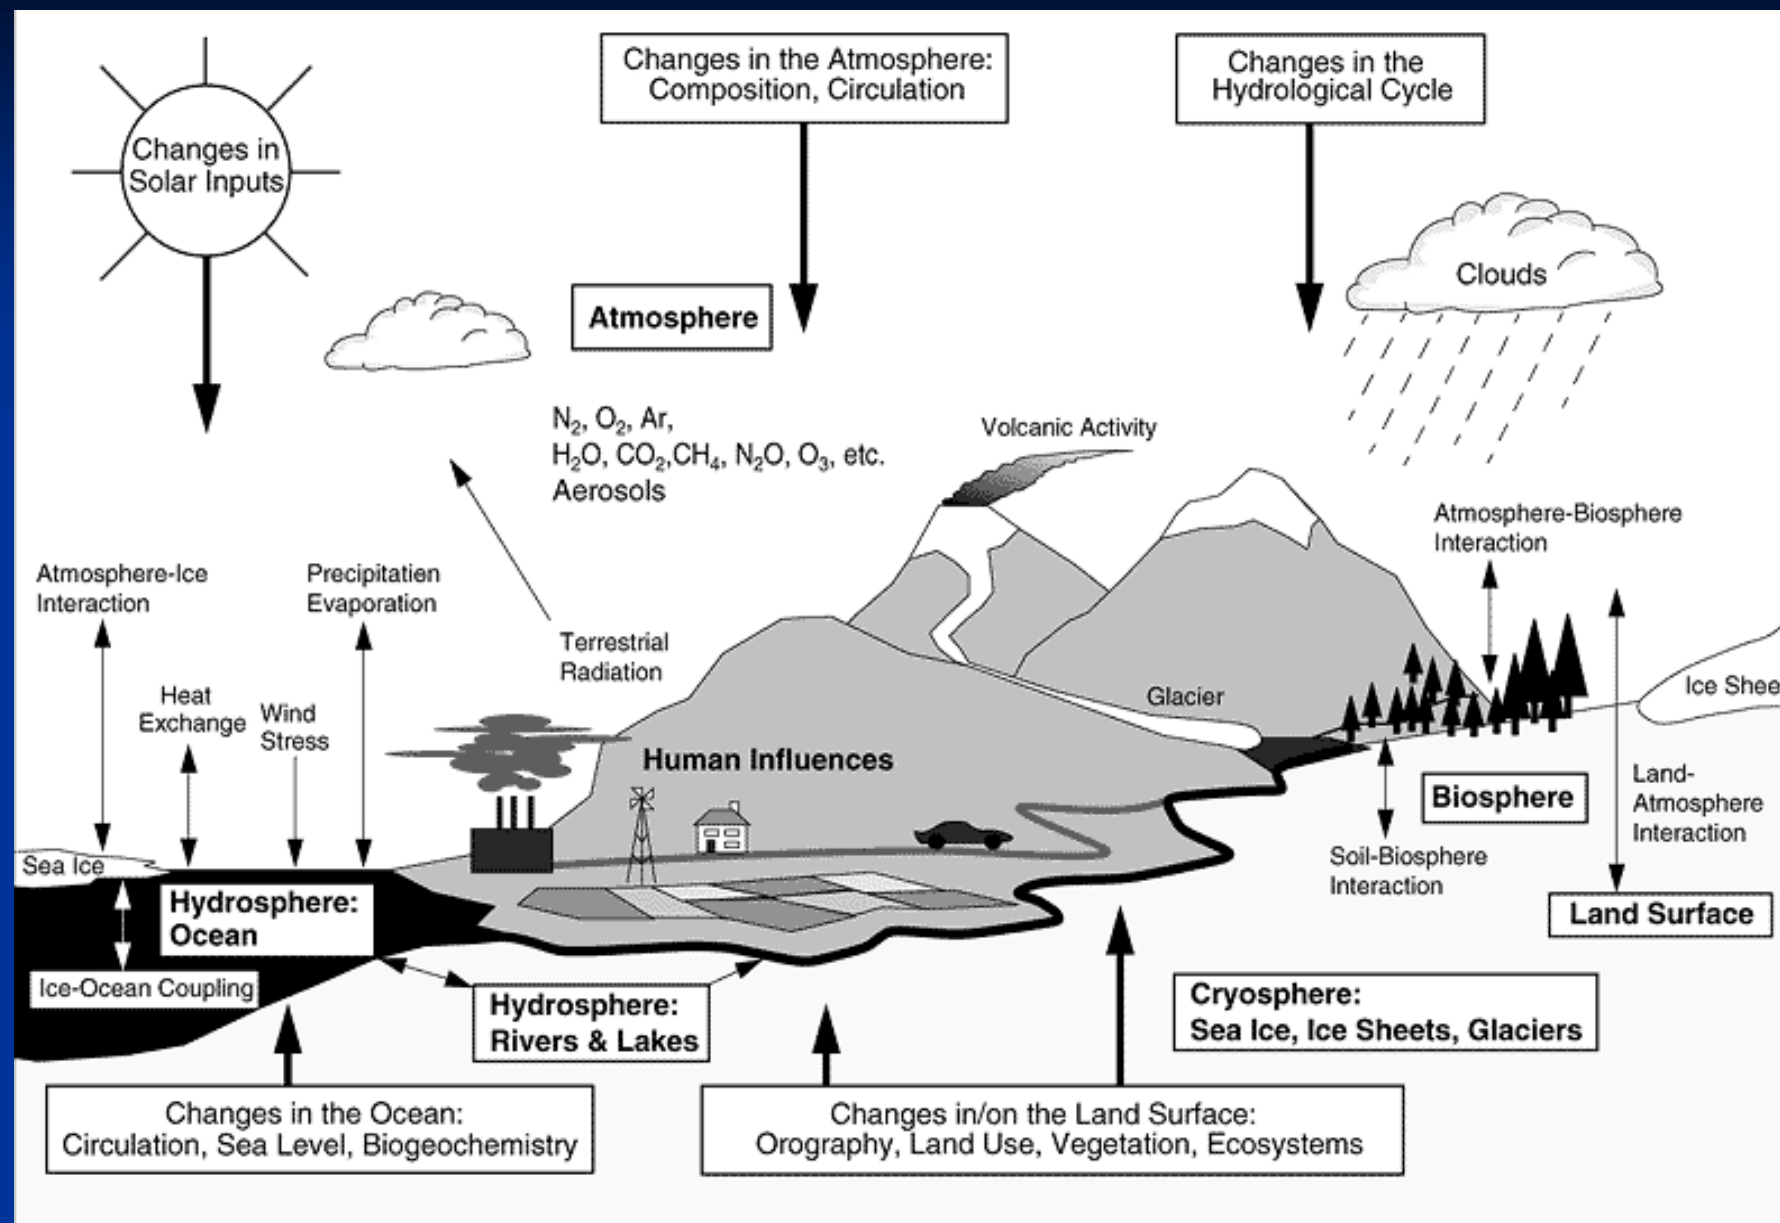 Changes in the Atmosphere:
Composition, Circulation
Changes in the
Hydrological Cycle
Changes in
Solar Inputs
Clouds
Atmosphere
N₂, O₂, Ar,
H₂O, CO₂,CH₄, N₂O, O₃, etc.
Aerosols
Volcanic Activity
Atmosphere-Biosphere
Interaction
Atmosphere-Ice
Interaction
Precipitation
Evaporation
Terrestrial
Radiation
Heat
Exchange
Wind
Stress
Glacier
Ice Shee
Human Influences
Land-
Atmosphere
Interaction
Biosphere
Soil-Biosphere
Interaction
Sea Ice
Hydrosphere:
Ocean
Land Surface
Ice-Ocean Coupling
Hydrosphere:
Rivers & Lakes
Cryosphere:
Sea Ice, Ice Sheets, Glaciers
Changes in the Ocean:
Circulation, Sea Level, Biogeochemistry
Changes in/on the Land Surface:
Orography, Land Use, Vegetation, Ecosystems